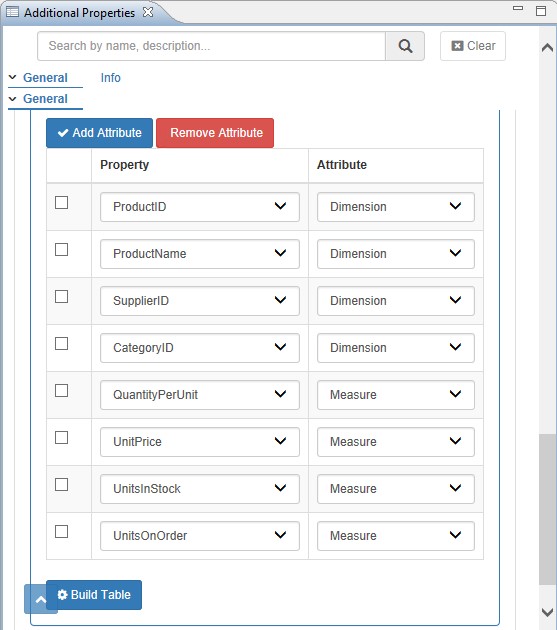 Additional Properties
Search by name, description...
Clear
General Info
General
Add Attribute Remove Attribute
Property Attribute
ProductID Dimension
ProductName Dimension
SupplierID Dimension
CategoryID Dimension
QuantityPerUnit Measure
UnitPrice Measure
UnitsInStock Measure
UnitsOnOrder Measure
Build Table